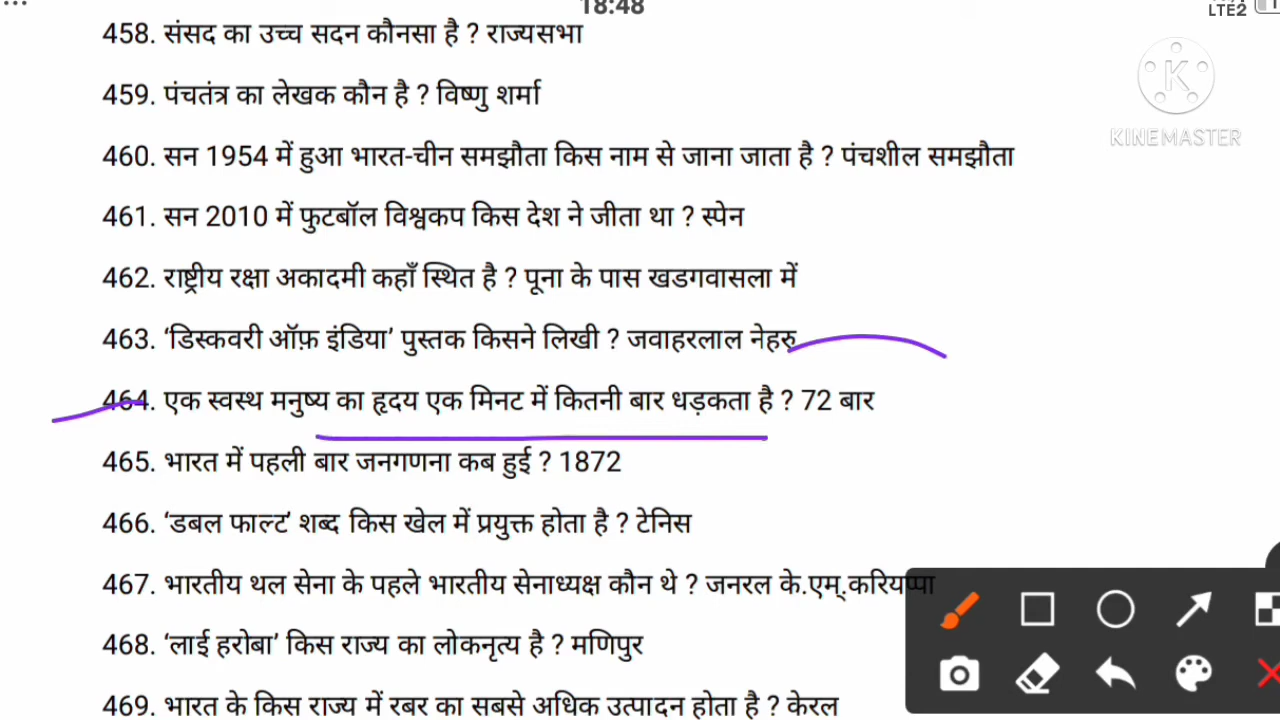 18:48
LTE2
458. संसद का उच्च सदन कौनसा है ? राज्यसभा
KINEMASTER
459. पंचतंत्र का लेखक कौन है ? विष्णु शर्मा
460. सन 1954 में हुआ भारत-चीन समझौता किस नाम से जाना जाता है ? पंचशील समझौता
461. सन 2010 में फुटबॉल विश्वकप किस देश ने जीता था ? स्पेन
462. राष्ट्रीय रक्षा अकादमी कहाँ स्थित है ? पूना के पास खडगवासला में
463. ‘डिस्कवरी ऑफ़ इंडिया’ पुस्तक किसने लिखी ? जवाहरलाल नेहरु
464. एक स्वस्थ मनुष्य का हृदय एक मिनट में कितनी बार धड़कता है ? 72 बार
465. भारत में पहली बार जनगणना कब हुई ? 1872
466. ‘डबल फाल्ट’ शब्द किस खेल में प्रयुक्त होता है ? टेनिस
467. भारतीय थल सेना के पहले भारतीय सेनाध्यक्ष कौन थे ? जनरल के.एम्.करियप्पा
468. ‘लाई हरोबा’ किस राज्य का लोकनृत्य है ? मणिपुर
469. भारत के किस राज्य में रबर का सबसे अधिक उत्पादन होता है ? केरल